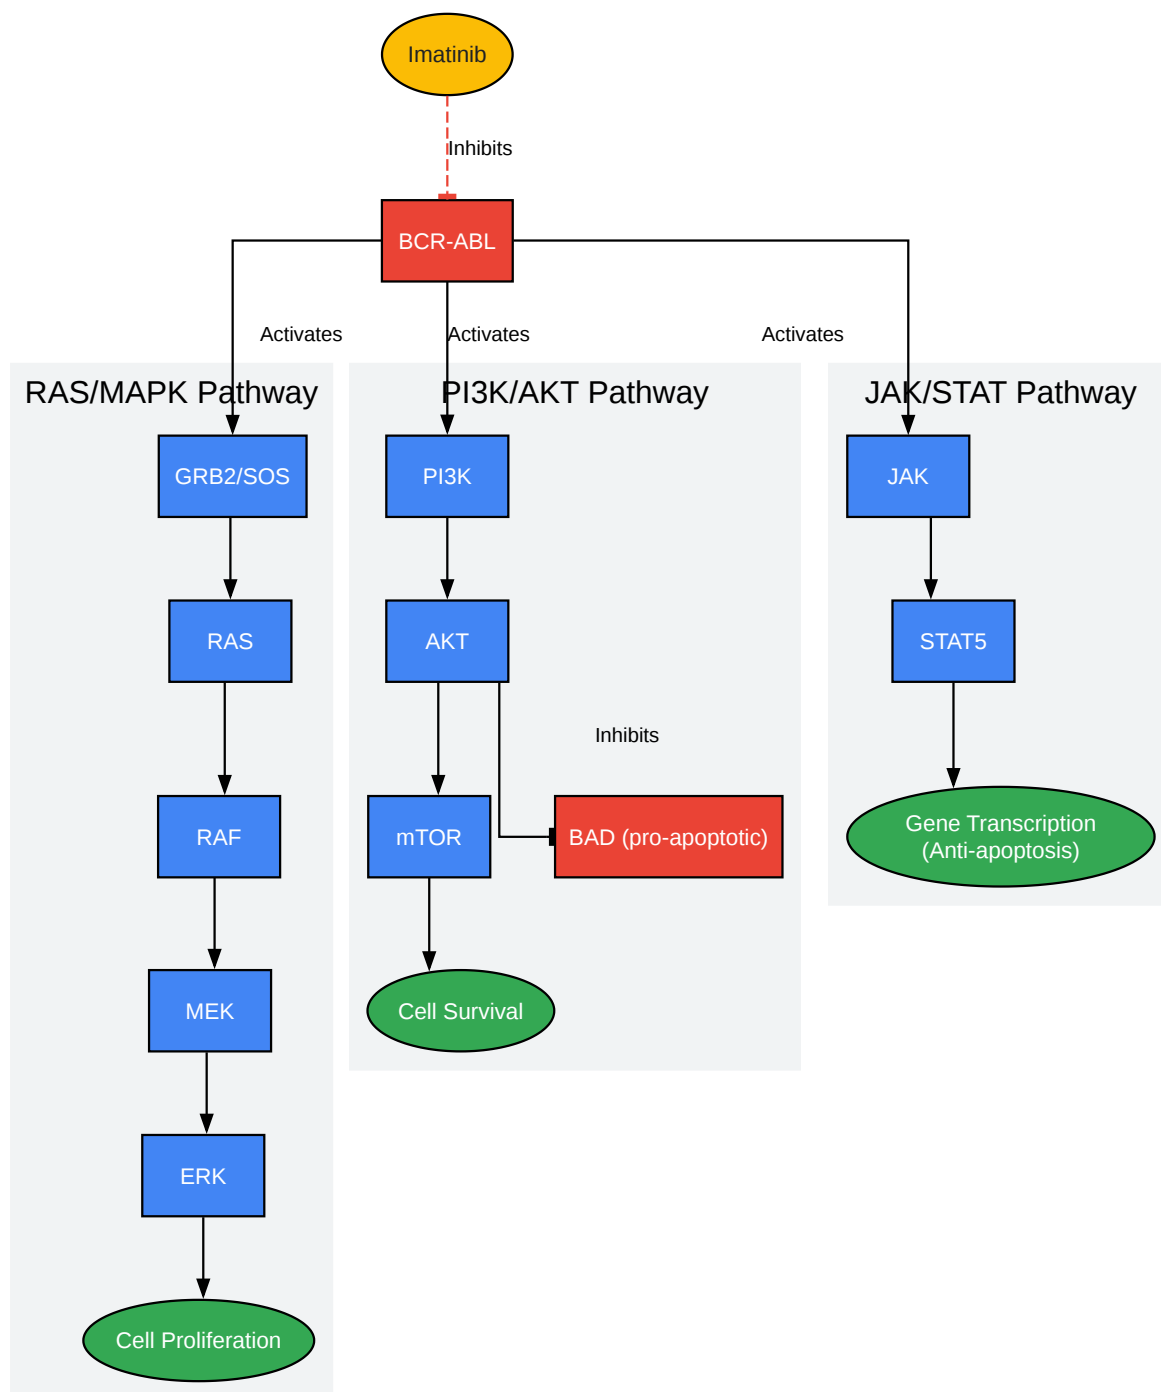 Imatinib
Inhibits
BCR-ABL
Activates
Activates
Activates
RAS/MAPK Pathway
PI3K/AKT Pathway
JAK/STAT Pathway
GRB2/SOS
PI3K
JAK
RAS
AKT
STAT5
Inhibits
RAF
mTOR
BAD (pro-apoptotic)
Gene Transcription
(Anti-apoptosis)
MEK
Cell Survival
ERK
Cell Proliferation